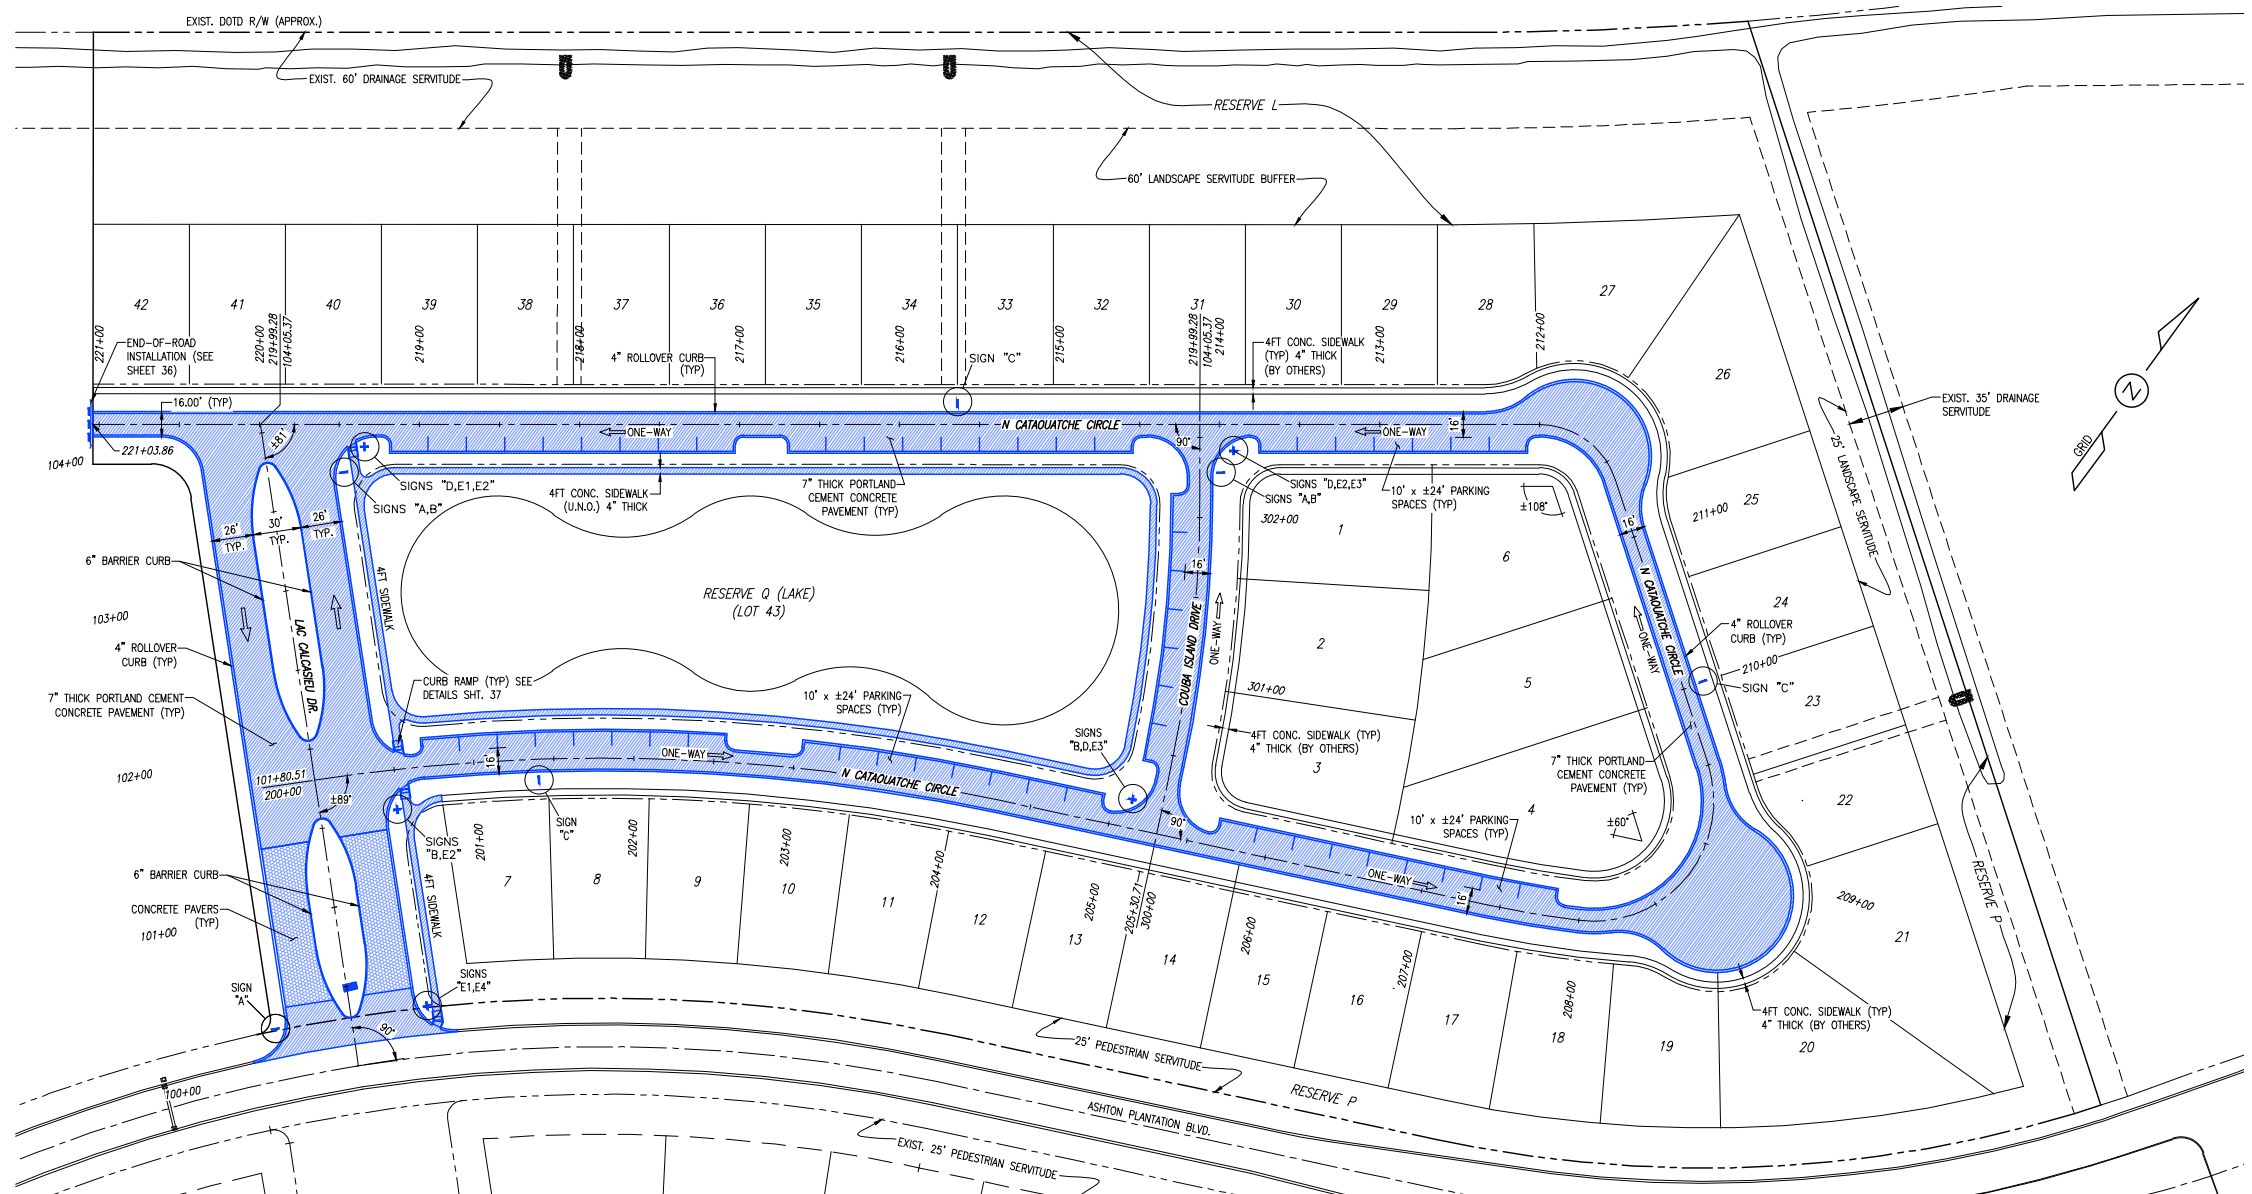 EXIST. DOTD R/W (APPROX.)
EXIST. 60' DRAINAGE SERVITUDE
RESERVE L
60' LANDSCAPE SERVITUDE BUFFER
42
41
40
39
38
37
36
35
34
33
32
31
30
29
28
27
26
25
24
23
22
21
20
19
18
17
16
15
14
13
12
11
10
9
8
7
221+00
220+00
219+99.28
104+05.37
219+00
218+00
217+00
216+00
215+00
219+99.28
104+05.37
214+00
213+00
212+00
END-OF-ROAD
INSTALLATION (SEE
SHEET 36)
4" ROLLOVER CURB
(TYP)
SIGN "C"
4FT CONC. SIDEWALK
(TYP) 4" THICK
(BY OTHERS)
16.00' (TYP)
ONE-WAY
N CATAOUATCHE CIRCLE
ONE-WAY
16'
90°
±81'
221+03.86
104+00
SIGNS "D,E1,E2"
SIGNS "A,B"
4FT CONC. SIDEWALK
(U.N.O.) 4" THICK
7" THICK PORTLAND
CEMENT CONCRETE
PAVEMENT (TYP)
SIGNS "D,E2,E3"
SIGNS "A,B"
302+00
10' x ±24' PARKING
SPACES (TYP)
±108°
26'
TYP.
30'
TYP.
26'
TYP.
6" BARRIER CURB
4FT SIDEWALK
103+00
LAC CALCASIEU DR.
4" ROLLOVER
CURB (TYP)
7" THICK PORTLAND CEMENT
CONCRETE PAVEMENT (TYP)
102+00
101+80.51
200+00
±89°
RESERVE Q (LAKE)
(LOT 43)
CURB RAMP (TYP) SEE
DETAILS SHT. 37
10' x ±24' PARKING
SPACES (TYP)
16'
COUBA ISLAND DRIVE
ONE-WAY
16'
1
2
3
4
5
6
301+00
4FT CONC. SIDEWALK (TYP)
4" THICK (BY OTHERS)
SIGNS
"B,D,E3"
16'
ONE-WAY
N CATAOUATCHE CIRCLE
SIGN
"C"
90°
16'
N CATAOUATCHE CIRCLE
ONE-WAY
4" ROLLOVER
CURB (TYP)
SIGN "C"
211+00
210+00
209+00
7" THICK PORTLAND
CEMENT CONCRETE
PAVEMENT (TYP)
10' x ±24' PARKING
SPACES (TYP)
±60°
ONE-WAY
16'
25' LANDSCAPE SERVITUDE
EXIST. 35' DRAINAGE
SERVITUDE
GRID
N
RESERVE P
SIGNS
"B,E2"
4FT SIDEWALK
6" BARRIER CURB
CONCRETE PAVERS
(TYP)
101+00
SIGN
"A"
SIGNS
"E1,E4"
90°
100+00
201+00
202+00
203+00
204+00
205+00
205+30.71
300+00
206+00
207+00
208+00
4FT CONC. SIDEWALK (TYP)
4" THICK (BY OTHERS)
25' PEDESTRIAN SERVITUDE
RESERVE P
ASHTON PLANTATION BLVD.
EXIST. 25' PEDESTRIAN SERVITUDE